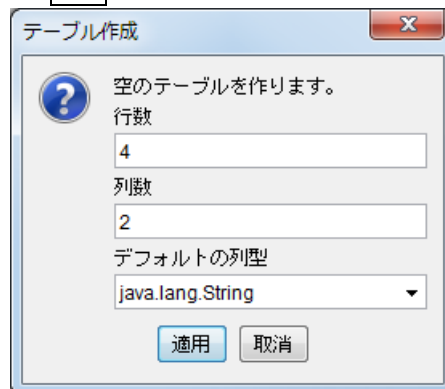 テーブル作成
空のテーブルを作ります。
行数
4
列数
2
デフォルトの列型
java.lang.String
適用 取消